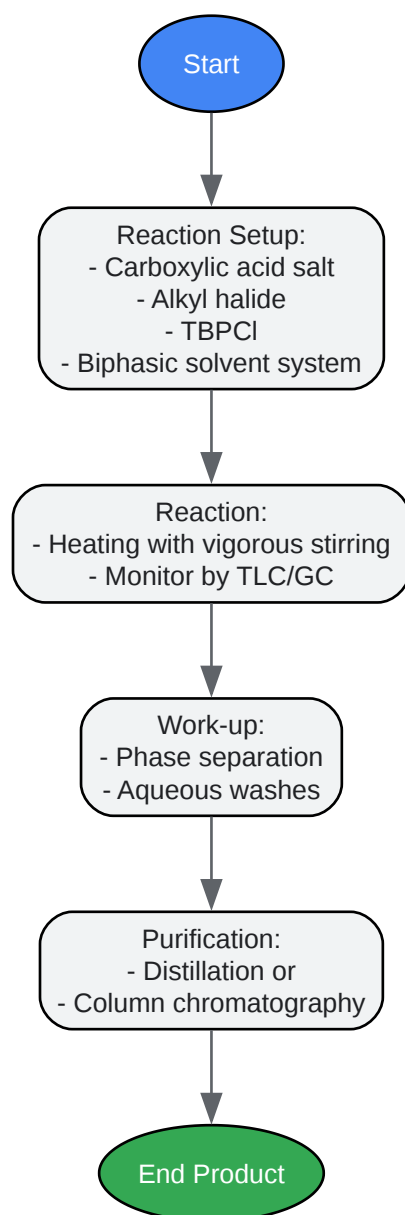 Start
Reaction Setup:
- Carboxylic acid salt
- Alkyl halide
- TBPCl
- Biphasic solvent system
Reaction:
- Heating with vigorous stirring
- Monitor by TLC/GC
Work-up:
- Phase separation
- Aqueous washes
Purification:
- Distillation or
- Column chromatography
End Product